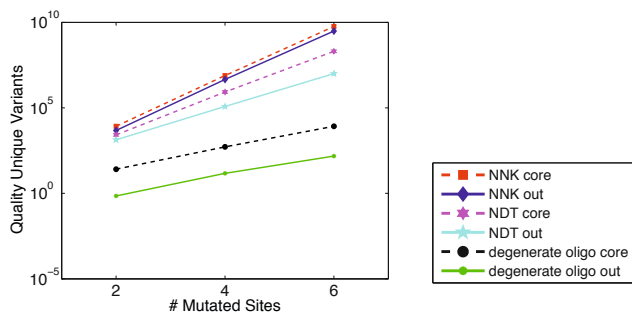 10^10
10^5
10^0
10^−5
Quality Unique Variants
2
4
6
# Mutated Sites
NNK core
NNK out
NDT core
NDT out
degenerate oligo core
degenerate oligo out